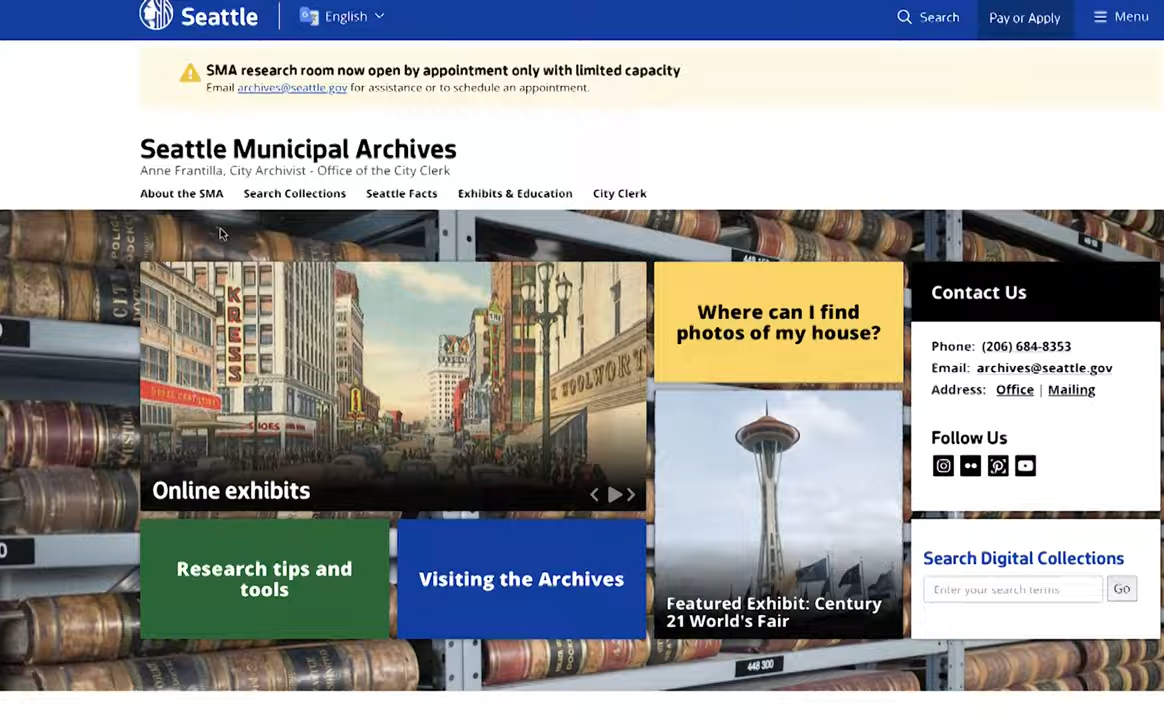 Seattle
English
Search
Pay or Apply
Menu
SMA research room now open by appointment only with limited capacity
Email archives@seattle.gov for assistance or to schedule an appointment.
Seattle Municipal Archives
Anne Frantilla, City Archivist - Office of the City Clerk
About the SMA
Search Collections
Seattle Facts
Exhibits & Education
City Clerk
KRESS
SHOES
WOOLWORT
Online exhibits
Where can I find
photos of my house?
Contact Us
Phone: (206) 684-8353
Email: archives@seattle.gov
Address: Office | Mailing
Follow Us
Research tips and
tools
Visiting the Archives
Featured Exhibit: Century
21 World's Fair
Search Digital Collections
Enter your search terms
Go
448 300